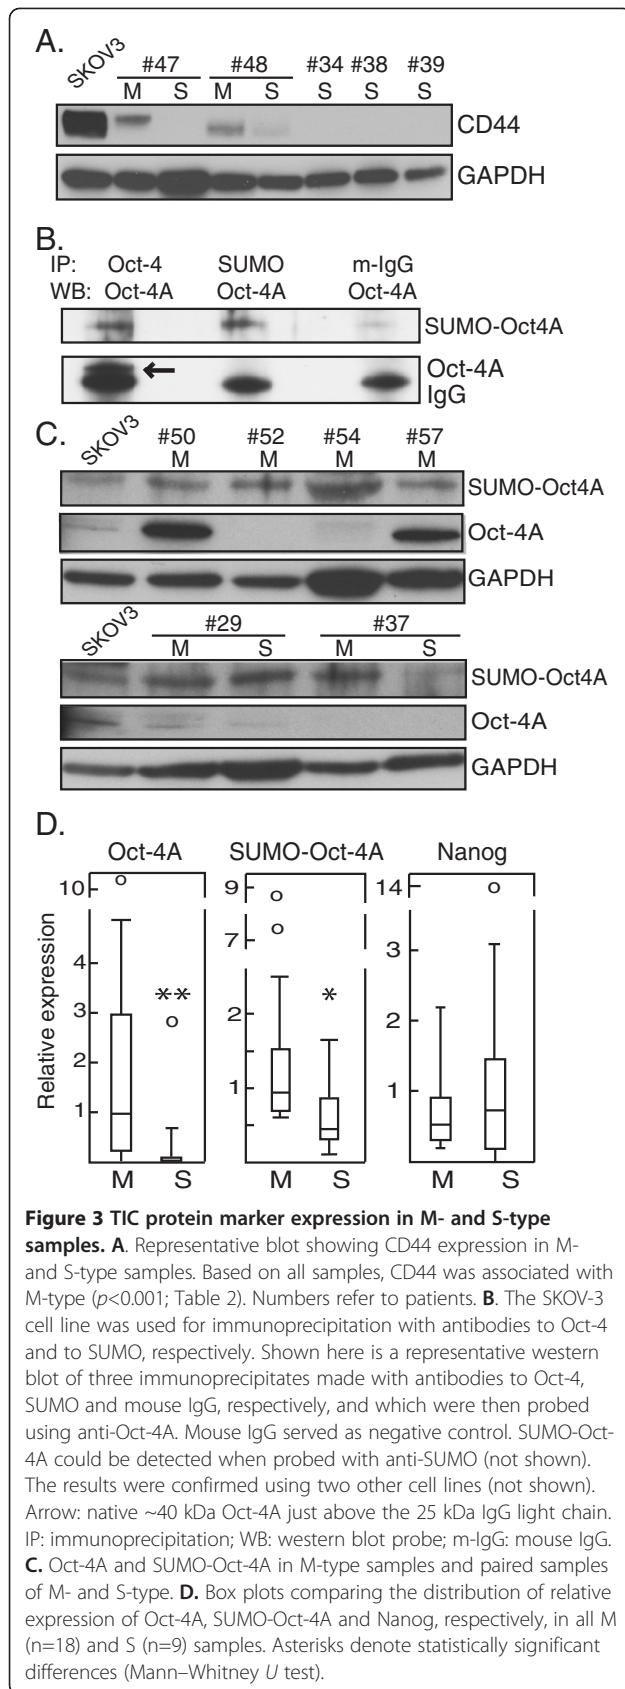 A.
SKOV3 #47 #48 #34 #38 #39
M S M S S S S
CD44
GAPDH
B.
IP: Oct-4 SUMO m-IgG
WB: Oct-4A Oct-4A Oct-4A
SUMO-Oct4A
Oct-4A
IgG
C.
SKOV3 #50 #52 #54 #57
M M M M
SUMO-Oct4A
Oct-4A
GAPDH
SKOV3 #29 #37
M S M S
SUMO-Oct4A
Oct-4A
GAPDH
D.
Oct-4A SUMO-Oct-4A Nanog
Relative expression
10 4 3 2 1
**
M S
9 7 2 1
*
M S
14 3 2 1
M S
Figure 3 TIC protein marker expression in M- and S-type
samples. A. Representative blot showing CD44 expression in M-
and S-type samples. Based on all samples, CD44 was associated with
M-type (p<0.001; Table 2). Numbers refer to patients. B. The SKOV-3
cell line was used for immunoprecipitation with antibodies to Oct-4
and to SUMO, respectively. Shown here is a representative western
blot of three immunoprecipitates made with antibodies to Oct-4,
SUMO and mouse IgG, respectively, and which were then probed
using anti-Oct-4A. Mouse IgG served as negative control. SUMO-Oct-
4A could be detected when probed with anti-SUMO (not shown).
The results were confirmed using two other cell lines (not shown).
Arrow: native ~40 kDa Oct-4A just above the 25 kDa IgG light chain.
IP: immunoprecipitation; WB: western blot probe; m-IgG: mouse IgG.
C. Oct-4A and SUMO-Oct-4A in M-type samples and paired samples
of M- and S-type. D. Box plots comparing the distribution of relative
expression of Oct-4A, SUMO-Oct-4A and Nanog, respectively, in all M
(n=18) and S (n=9) samples. Asterisks denote statistically significant
differences (Mann–Whitney U test).